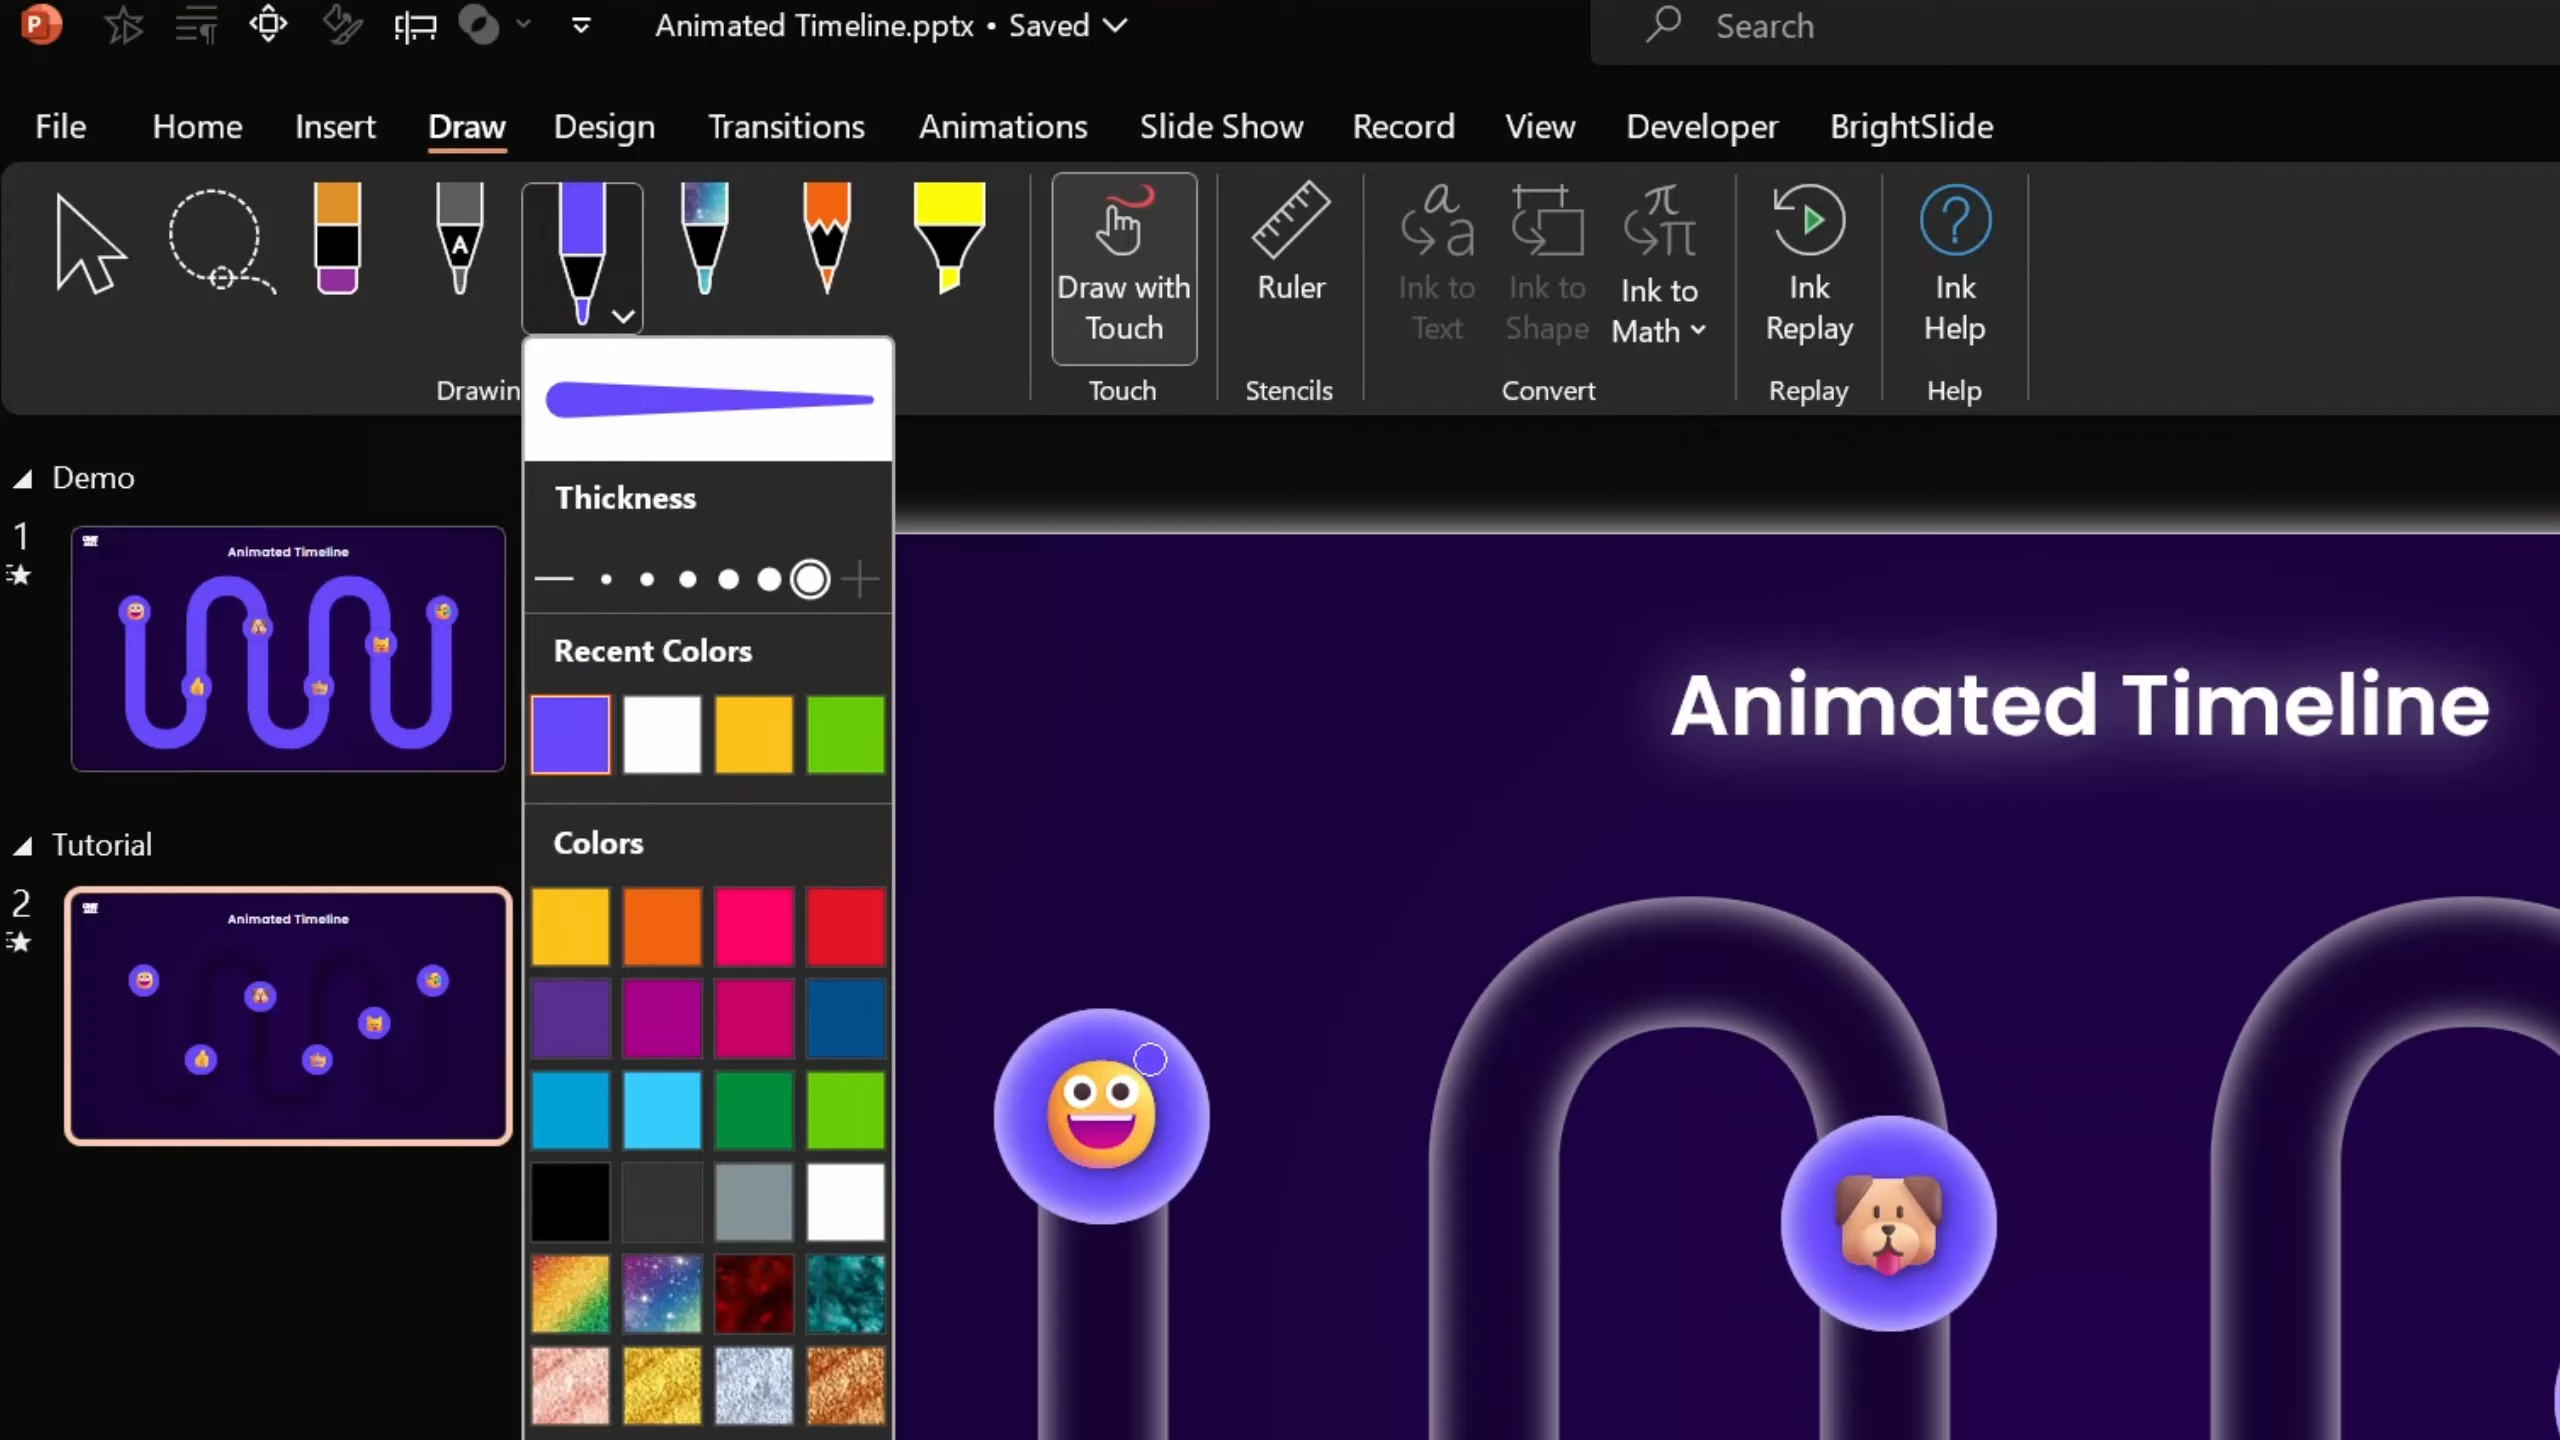 Animated Timeline.pptx • Saved
Search
File Home Insert Draw Design Transitions Animations Slide Show Record View Developer BrightSlide
A
Draw with Touch
Ruler
Ink to Text
Ink to Shape
Ink to Math
Ink Replay
Ink Help
Drawin
Touch
Stencils
Convert
Replay
Help
Demo
1
Animated Timeline
Tutorial
2
Animated Timeline
Thickness
Recent Colors
Colors
Animated Timeline